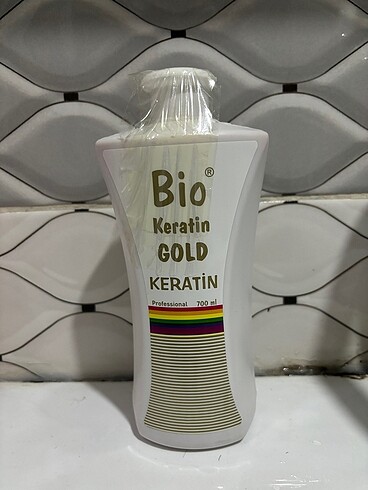 Bio®
Keratin
GOLD
KERATİN
Professional 700 ml